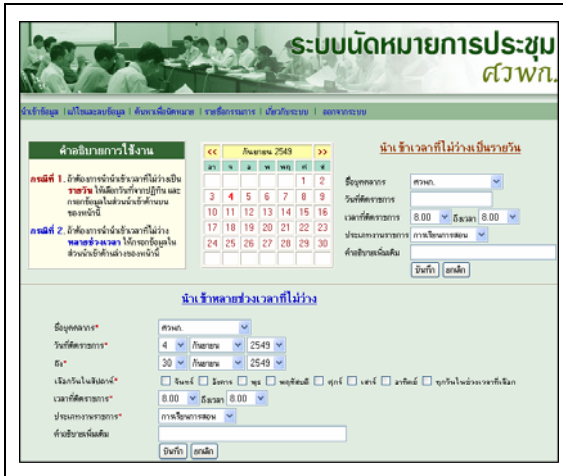 ระบบนัดหมายการประชุม
ศวพก.
นำเข้าข้อมูล | แก้ไขและลบข้อมูล | ค้นหาเพื่อนัดหมาย | รายชื่อกรรมการ | เกี่ยวกับระบบ | ออกจากระบบ
คำอธิบายการใช้งาน
กรณีที่ 1. ถ้าต้องการนำเข้าเวลาที่ไม่ว่างเป็น
รายวัน ให้เลือกวันที่จากปฏิทิน และ
กรอกข้อมูลในส่วนนำเข้าด้านบน
ของหน้านี้
กรณีที่ 2. ถ้าต้องการนำเข้าเวลาที่ไม่ว่าง
หลายช่วงเวลา ให้กรอกข้อมูลใน
ส่วนนำเข้าด้านล่างของหน้านี้
<< กันยายน 2549 >>
อา จ อ พ พฤ ศ ส
1 2
3 4 5 6 7 8 9
10 11 12 13 14 15 16
17 18 19 20 21 22 23
24 25 26 27 28 29 30
นำเข้าเวลาที่ไม่ว่างเป็นรายวัน
ชื่อบุคลากร ศวพก.
วันที่ติดราชการ
เวลาที่ติดราชการ 8.00 ถึงเวลา 8.00
ประเภทงานราชการ การเรียนการสอน
คำอธิบายเพิ่มเติม
บันทึก ยกเลิก
นำเข้าหลายช่วงเวลาที่ไม่ว่าง
ชื่อบุคลากร* ศวพก.
วันที่ติดราชการ* 4 กันยายน 2549
ถึง* 30 กันยายน 2549
เลือกวันในสัปดาห์* จันทร์ อังคาร พุธ พฤหัสบดี ศุกร์ เสาร์ อาทิตย์ ทุกวันในช่วงเวลาที่เลือก
เวลาที่ติดราชการ* 8.00 ถึงเวลา 8.00
ประเภทงานราชการ* การเรียนการสอน
คำอธิบายเพิ่มเติม
บันทึก ยกเลิก